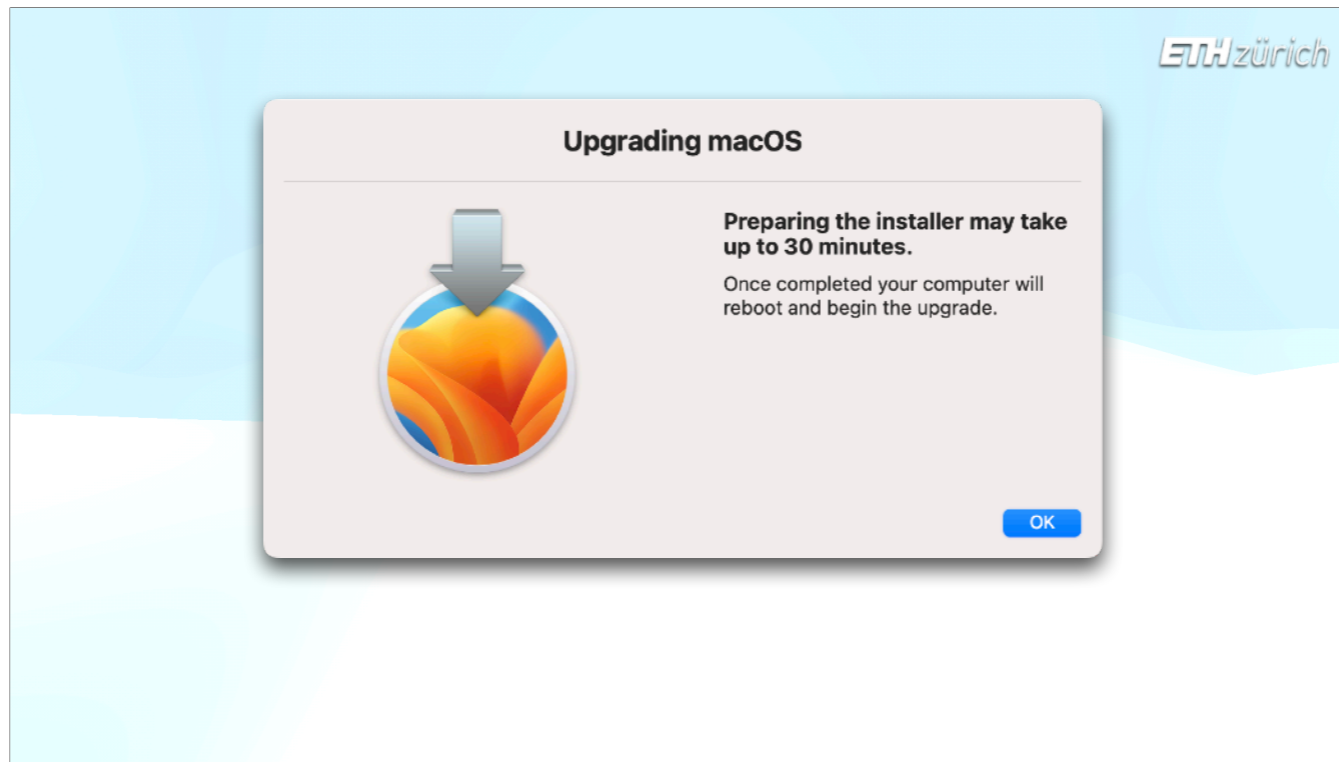 ETH zürich
Upgrading macOS
Preparing the installer may take
up to 30 minutes.
Once completed your computer will
reboot and begin the upgrade.
OK